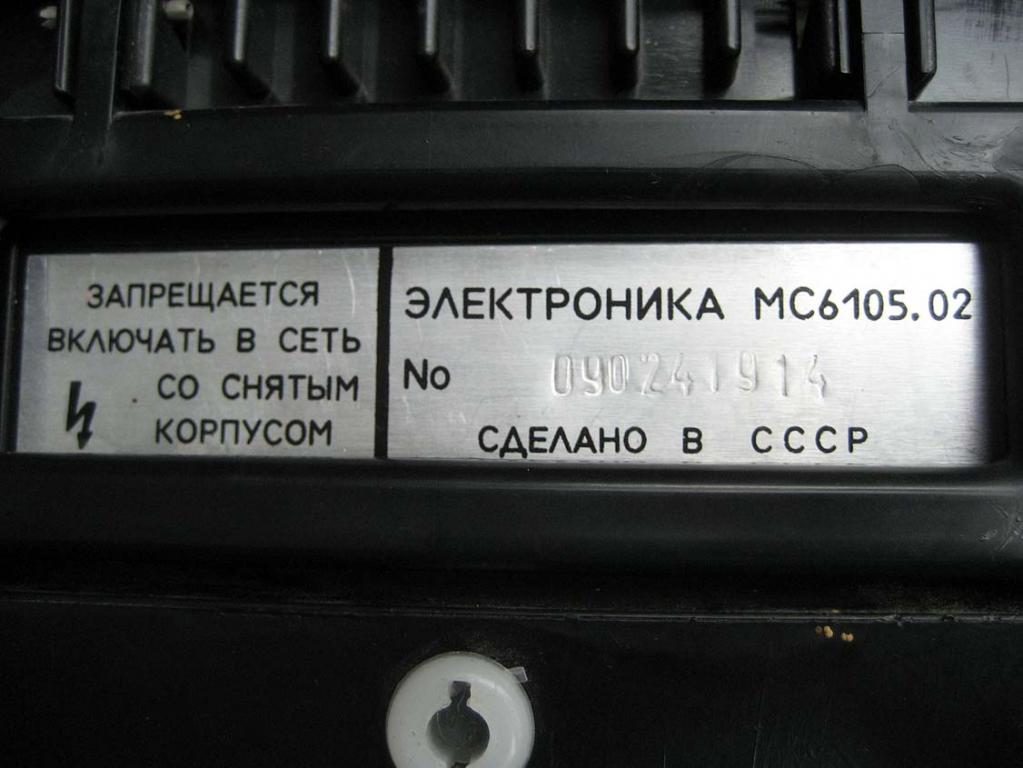 ЗАПРЕЩАЕТСЯ
ВКЛЮЧАТЬ В СЕТЬ
СО СНЯТЫМ
КОРПУСОМ
ЭЛЕКТРОНИКА МС6105.02
No 090241914
СДЕЛАНО В СССР